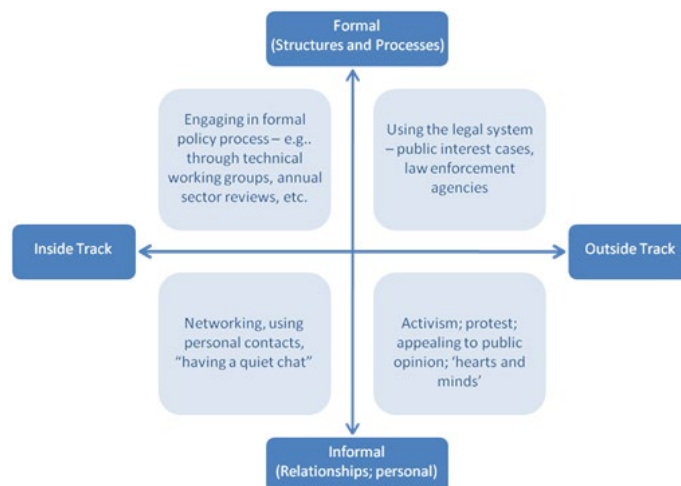 Formal
(Structures and Processes)
Engaging in formal
policy process – e.g..
through technical
working groups, annual
sector reviews, etc.
Using the legal system
– public interest cases,
law enforcement
agencies
Inside Track
Outside Track
Networking, using
personal contacts,
“having a quiet chat”
Activism; protest;
appealing to public
opinion; ‘hearts and
minds’
Informal
(Relationships; personal)